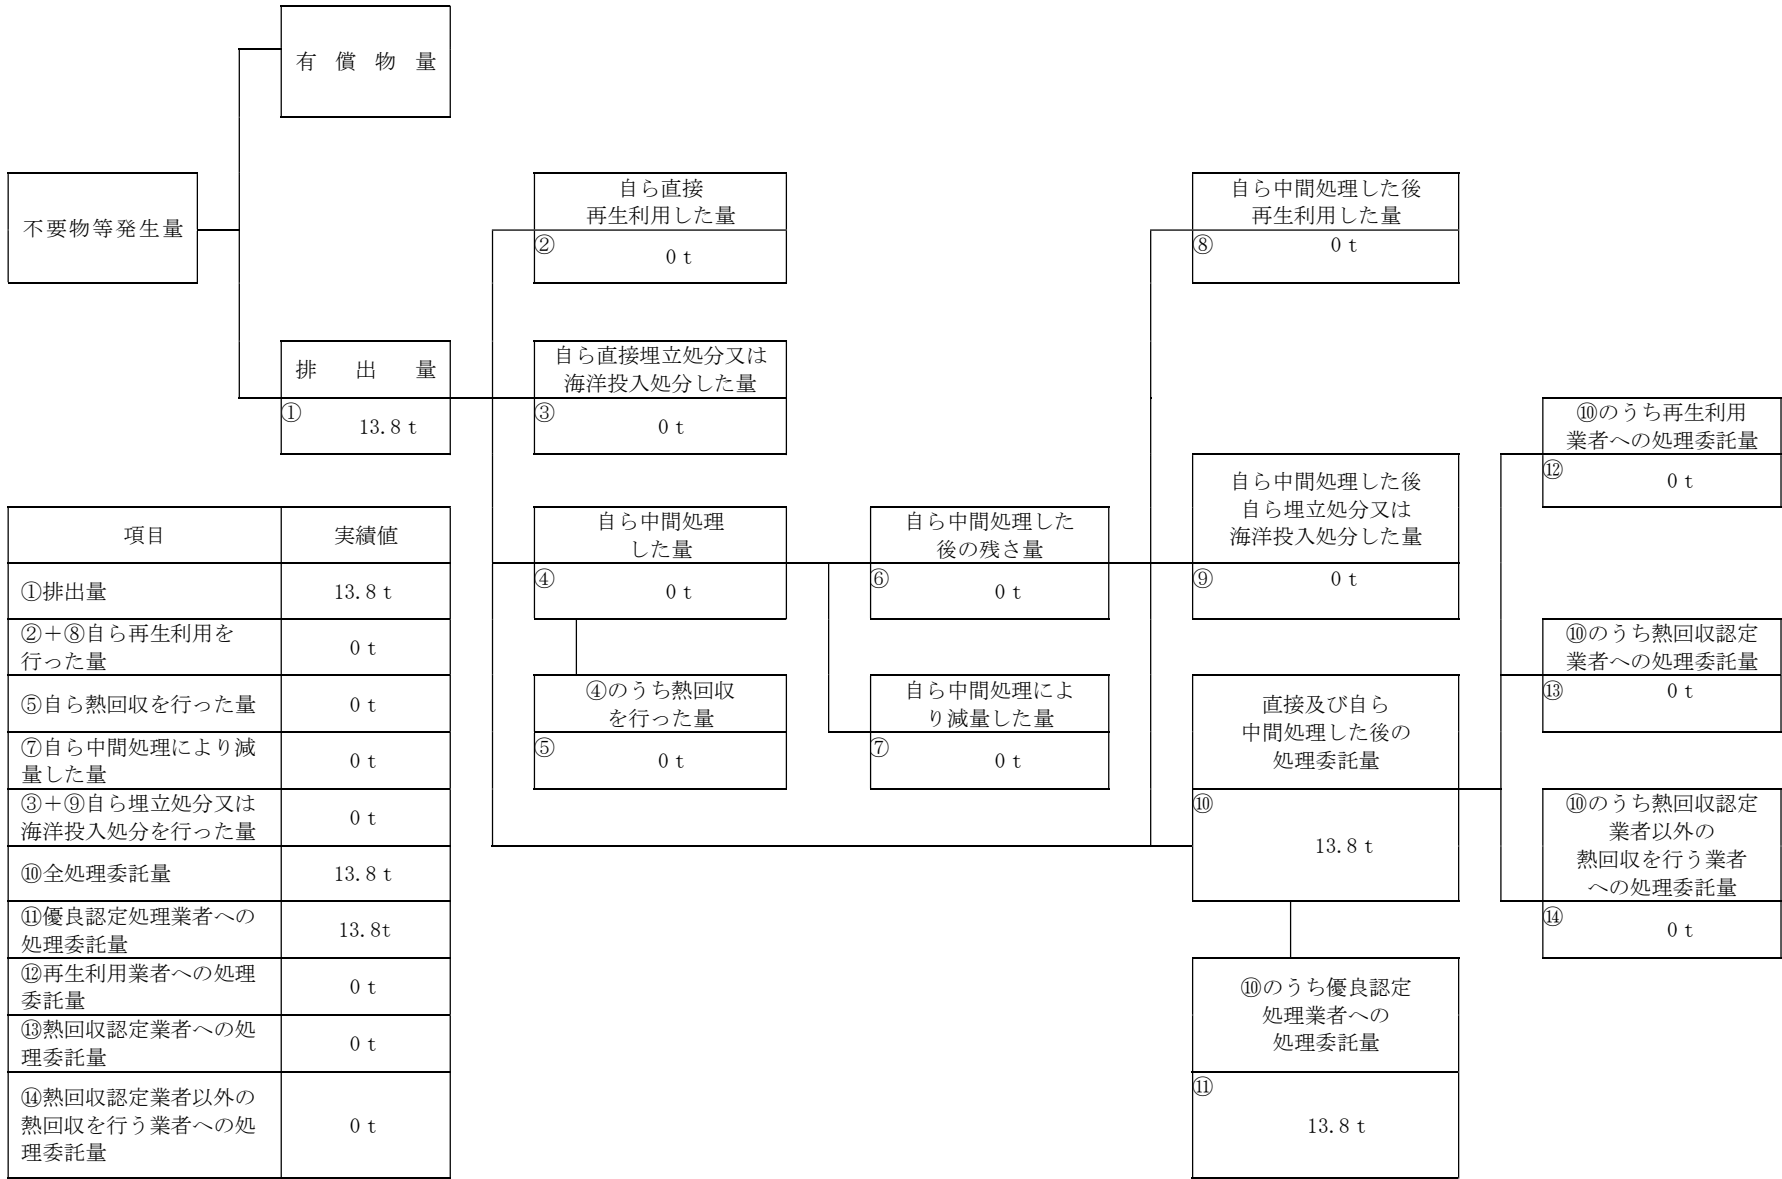 有償物量
不要物等発生量
自ら直接
再生利用した量
② 0 t
自ら中間処理した後
再生利用した量
⑧ 0 t
排出量
① 13.8 t
自ら直接埋立処分又は
海洋投入処分した量
③ 0 t
⑩のうち再生利用
業者への処理委託量
⑫ 0 t
自ら中間処理した後
自ら埋立処分又は
海洋投入処分した量
⑨ 0 t
自ら中間処理
した量
④ 0 t
自ら中間処理した
後の残さ量
⑥ 0 t
⑩のうち熱回収認定
業者への処理委託量
⑬ 0 t
④のうち熱回収
を行った量
⑤ 0 t
自ら中間処理によ
り減量した量
⑦ 0 t
直接及び自ら
中間処理した後の
処理委託量
⑩ 13.8 t
⑩のうち熱回収認定
業者以外の
熱回収を行う業者
への処理委託量
⑭ 0 t
⑩のうち優良認定
処理業者への
処理委託量
⑪ 13.8 t
項目 実績値
①排出量 13.8 t
②＋⑧自ら再生利用を
行った量 0 t
⑤自ら熱回収を行った量 0 t
⑦自ら中間処理により減
量した量 0 t
③＋⑨自ら埋立処分又は
海洋投入処分を行った量 0 t
⑩全処理委託量 13.8 t
⑪優良認定処理業者への
処理委託量 13.8t
⑫再生利用業者への処理
委託量 0 t
⑬熱回収認定業者への処
理委託量 0 t
⑭熱回収認定業者以外の
熱回収を行う業者への処
理委託量 0 t